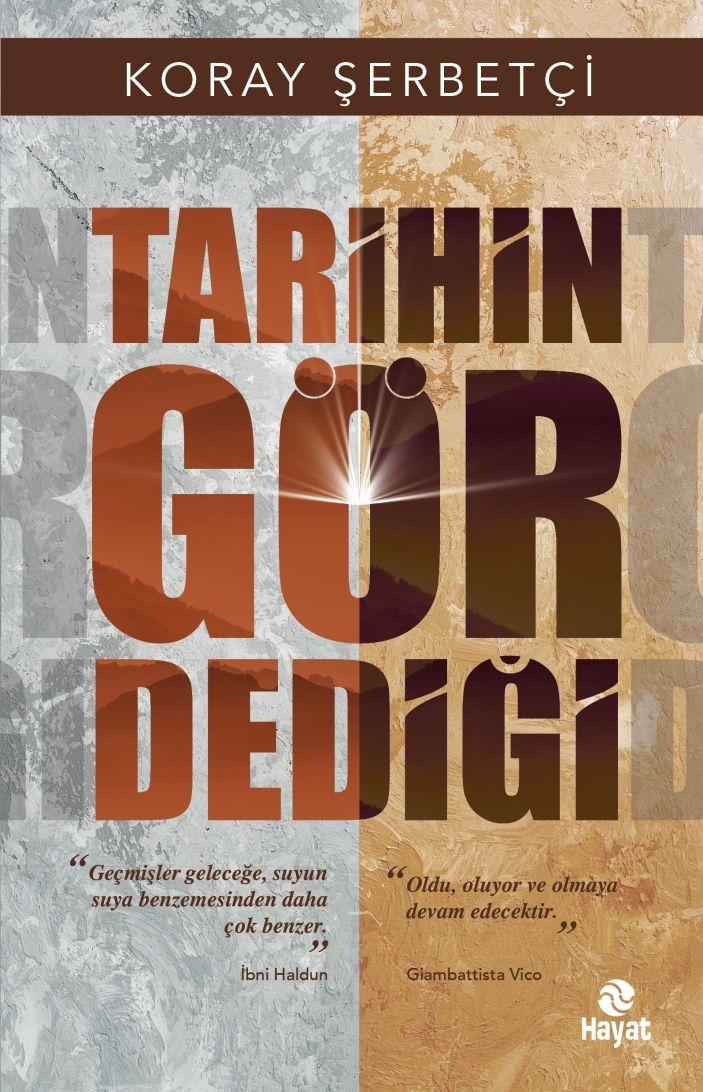 KORAY ŞERBETÇİ
TARİHİN
GÖR
DEDİĞİ
“Geçmişler geleceğe, suyun
suya benzemesinden daha
çok benzer.
”
İbni Haldun
“Oldu, oluyor ve olmaya
devam edecektir.”
Giambattista Vico
Hayat